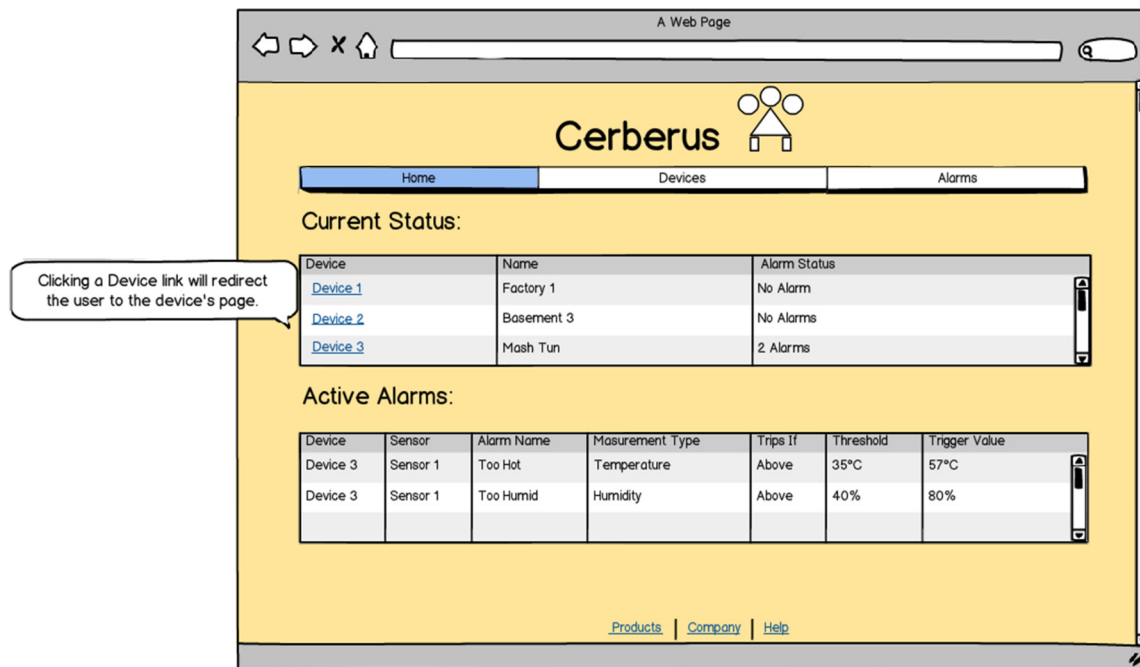 A Web Page
Cerberus
Home Devices Alarms
Current Status:
Device Name Alarm Status
Clicking a Device link will redirect
the user to the device's page.
Device 1 Factory 1 No Alarm
Device 2 Basement 3 No Alarms
Device 3 Mash Tun 2 Alarms
Active Alarms:
Device Sensor Alarm Name Masurement Type Trips If Threshold Trigger Value
Device 3 Sensor 1 Too Hot Temperature Above 35°C 57°C
Device 3 Sensor 1 Too Humid Humidity Above 40% 80%
Products Company Help